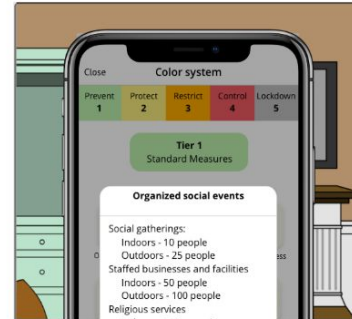 Close
Color system
Prevent Protect Restrict Control Lockdown
1 2 3 4 5
Tier 1
Standard Measures
Organized social events
Social gatherings:
Indoors - 10 people
Outdoors - 25 people
Staffed businesses and facilities
Indoors - 50 people
Outdoors - 100 people
Religious services